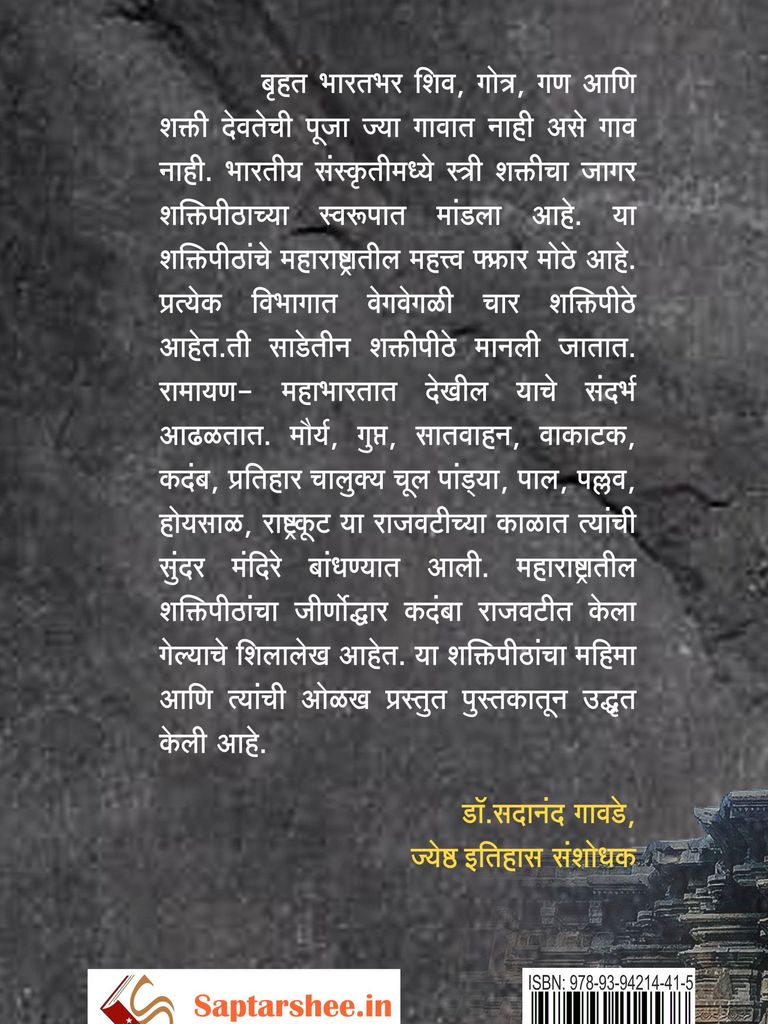 बृहत भारतभर शिव, गोत्र, गण आणि
शक्ती देवतेची पूजा ज्या गावात नाही असे गाव
नाही. भारतीय संस्कृतीमध्ये स्त्री शक्तीचा जागर
शक्तिपीठाच्या स्वरूपात मांडला आहे. या
शक्तिपीठांचे महाराष्ट्रातील महत्त्व फार मोठे आहे.
प्रत्येक विभागात वेगवेगळी चार शक्तिपीठे
आहेत.ती साडेतीन शक्तीपीठे मानली जातात.
रामायण- महाभारतात देखील याचे संदर्भ
आढळतात. मौर्य, गुप्त, सातवाहन, वाकाटक,
कदंब, प्रतिहार चालुक्य चूल पांड्या, पाल, पल्लव,
होयसाळ, राष्ट्रकूट या राजवटीच्या काळात त्यांची
सुंदर मंदिरे बांधण्यात आली. महाराष्ट्रातील
शक्तिपीठांचा जीर्णोद्धार कदंबा राजवटीत केला
गेल्याचे शिलालेख आहेत. या शक्तिपीठांचा महिमा
आणि त्यांची ओळख प्रस्तुत पुस्तकातून उद्धृत
केली आहे.
डॉ.सदानंद गावडे,
ज्येष्ठ इतिहास संशोधक
Saptarshee.in
ISBN: 978-93-94214-41-5